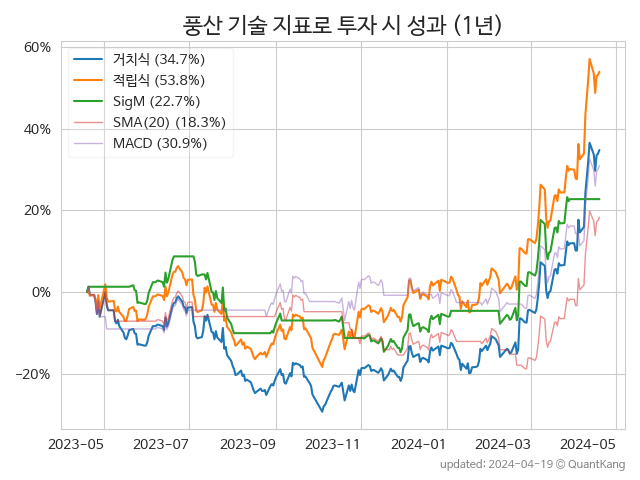 풍산 기술 지표로 투자 시 성과 (1년)
60%
40%
20%
0%
−20%
거치식 (34.7%)
적립식 (53.8%)
SigM (22.7%)
SMA(20) (18.3%)
MACD (30.9%)
2023-05 2023-07 2023-09 2023-11 2024-01 2024-03 2024-05
updated: 2024-04-19 © QuantKang